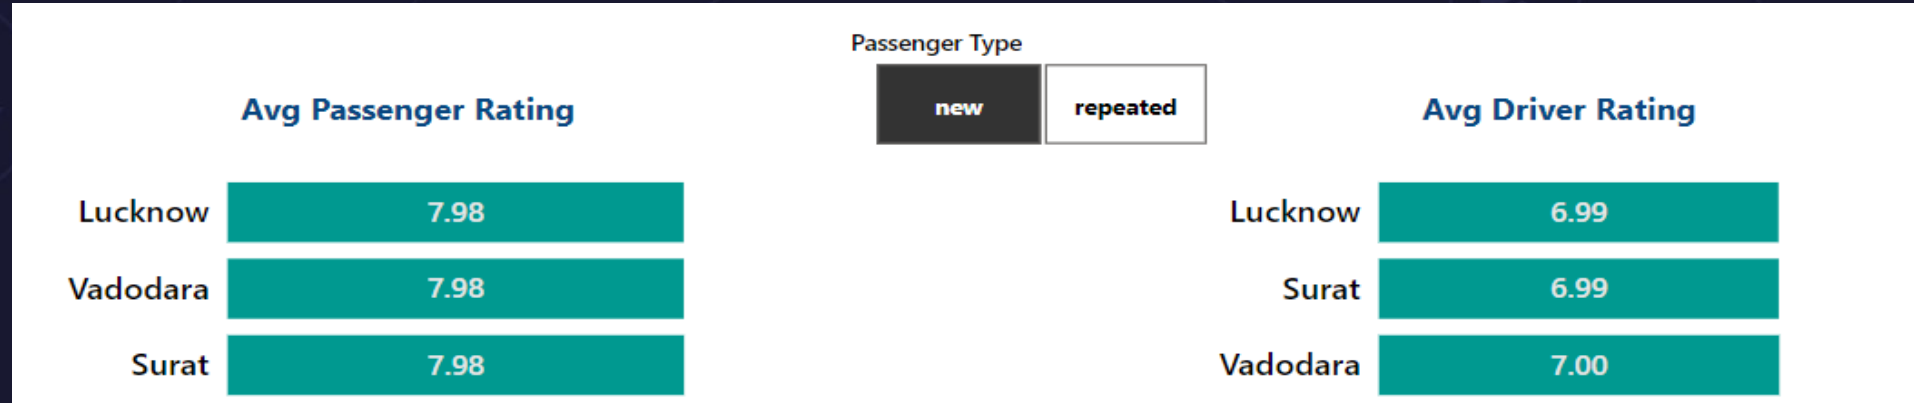 Passenger Type
new repeated
Avg Passenger Rating
Lucknow 7.98
Vadodara 7.98
Surat 7.98
Avg Driver Rating
Lucknow 6.99
Surat 6.99
Vadodara 7.00